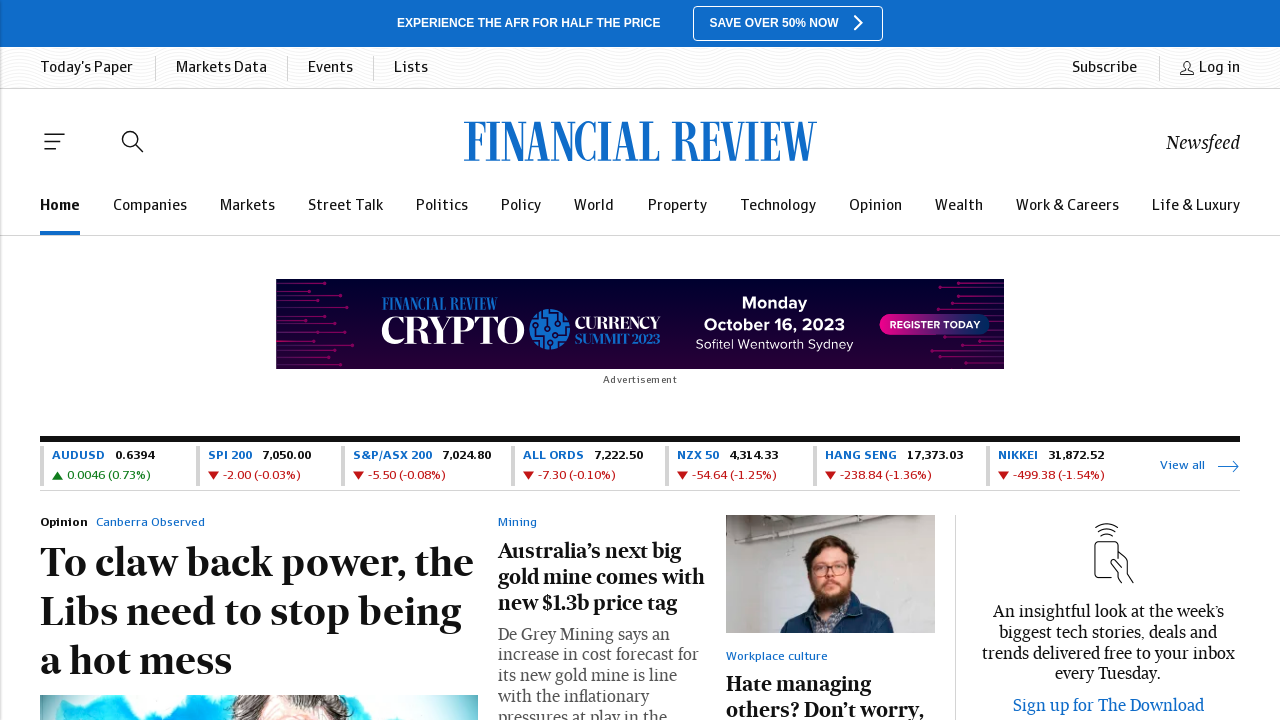 EXPERIENCE THE AFR FOR HALF THE PRICE
SAVE OVER 50% NOW
Today's Paper
Markets Data
Events
Lists
Subscribe
Log in
FINANCIAL REVIEW
Newsfeed
Home
Companies
Markets
Street Talk
Politics
Policy
World
Property
Technology
Opinion
Wealth
Work & Careers
Life & Luxury
FINANCIAL REVIEW
CRYPTO CURRENCY
SUMMIT 2023
Monday
October 16, 2023
Sofitel Wentworth Sydney
REGISTER TODAY
Advertisement
AUDUSD 0.6394
0.0046 (0.73%)
SPI 200 7,050.00
-2.00 (-0.03%)
S&P/ASX 200 7,024.80
-5.50 (-0.08%)
ALL ORDS 7,222.50
-7.30 (-0.10%)
NZX 50 4,314.33
-54.64 (-1.25%)
HANG SENG 17,373.03
-238.84 (-1.36%)
NIKKEI 31,872.52
-499.38 (-1.54%)
View all
Opinion Canberra Observed
To claw back power, the
Libs need to stop being
a hot mess
Mining
Australia's next big
gold mine comes with
new $1.3b price tag
De Grey Mining says an
increase in cost forecast for
its new gold mine is line
with the inflationary
pressures at play in the
Workplace culture
Hate managing
others? Don't worry,
An insightful look at the week's
biggest tech stories, deals and
trends delivered free to your inbox
every Tuesday.
Sign up for The Download